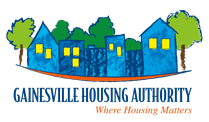 GAINESVILLE HOUSING AUTHORITY
Where Housing Matters